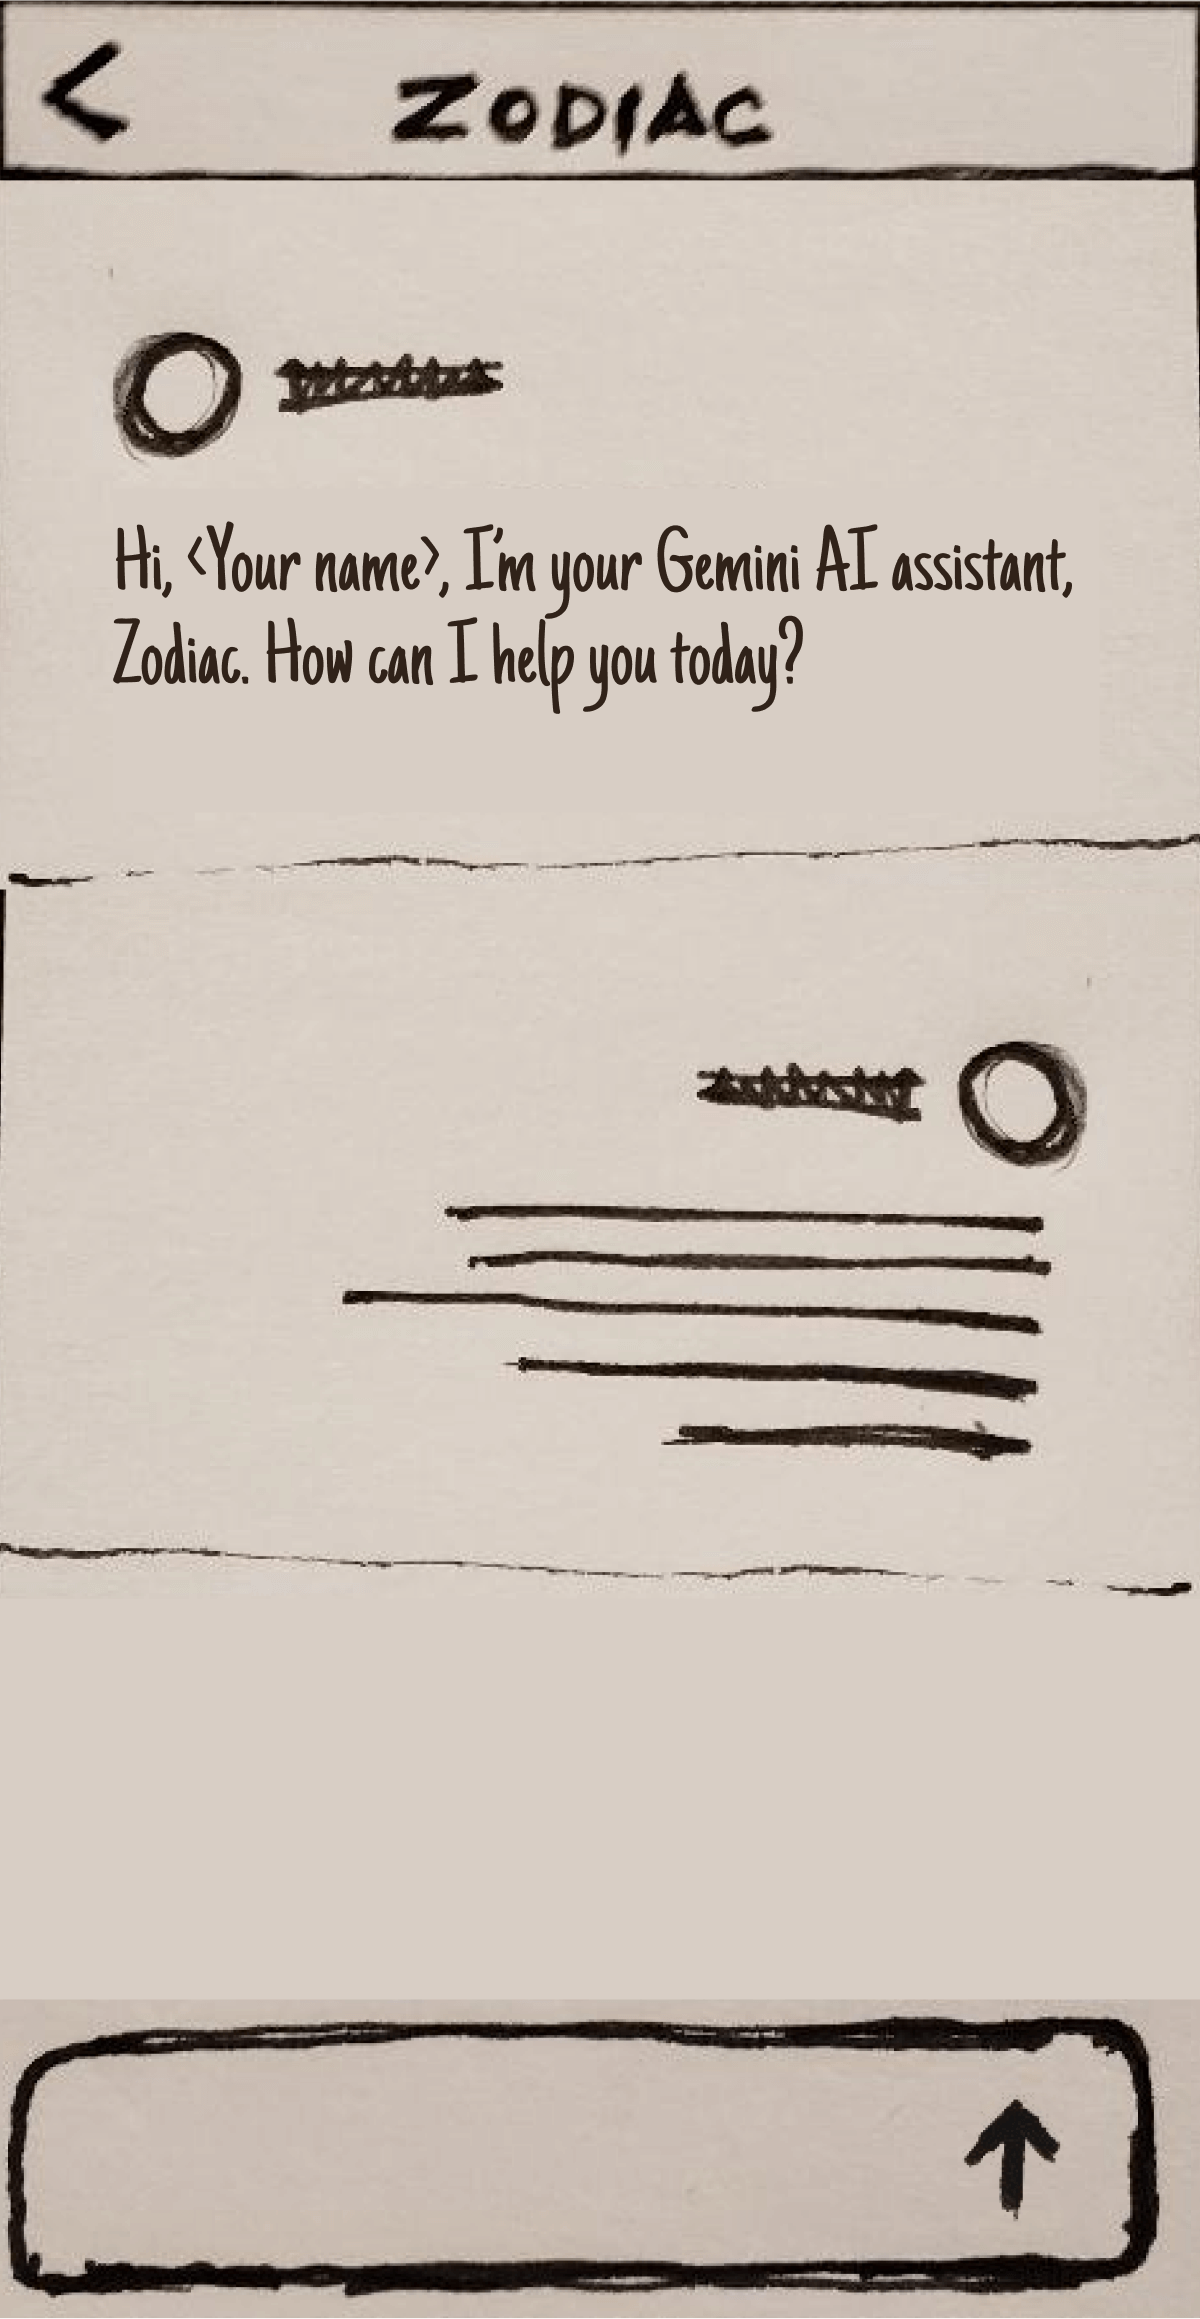 ZODIAC
Hi, <Your name>, I'm your Gemini AI assistant,
Zodiac. How can I help you today?